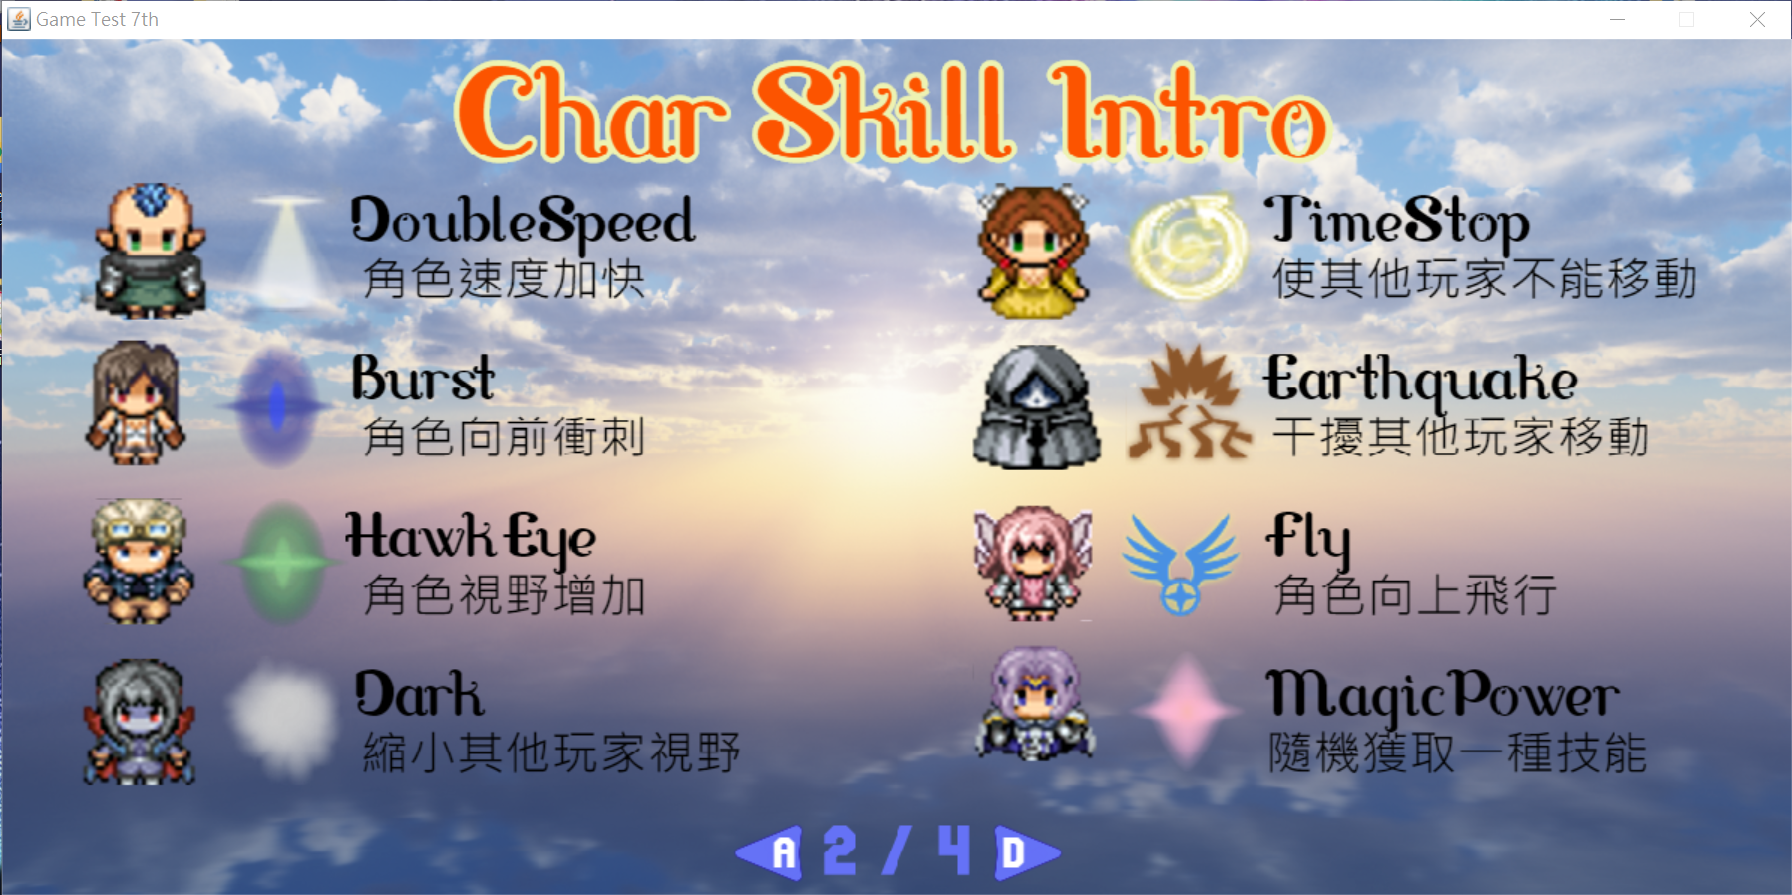 Game Test 7th
Char Skill Intro
DoubleSpeed
角色速度加快
TimeStop
使其他玩家不能移動
Burst
角色向前衝刺
Earthquake
干擾其他玩家移動
Hawk Eye
角色視野增加
Fly
角色向上飛行
Dark
縮小其他玩家視野
MagicPower
隨機獲取一種技能
A 2 / 4 D